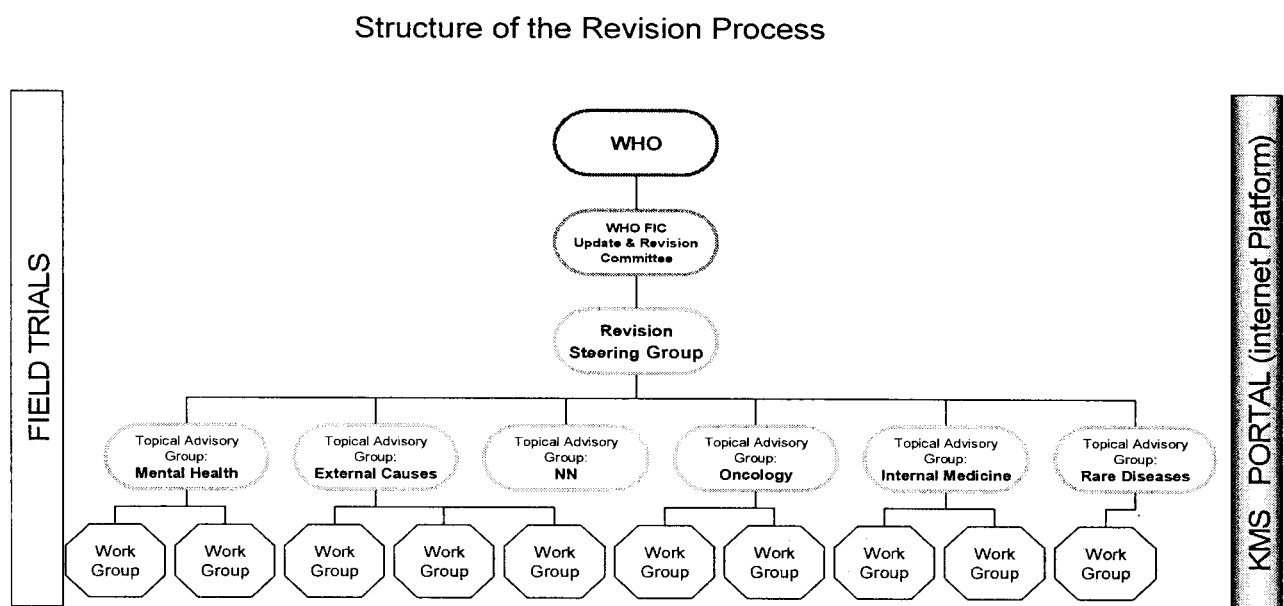 Structure of the Revision Process
FIELD TRIALS
KMS PORTAL (internet Platform)
WHO
WHO FIC
Update & Revision
Committee
Revision
Steering Group
Topical Advisory
Group:
Mental Health
Topical Advisory
Group:
External Causes
Topical Advisory
Group:
NN
Topical Advisory
Group:
Oncology
Topical Advisory
Group:
Internal Medicine
Topical Advisory
Group:
Rare Diseases
Work
Group
Work
Group
Work
Group
Work
Group
Work
Group
Work
Group
Work
Group
Work
Group
Work
Group
Work
Group